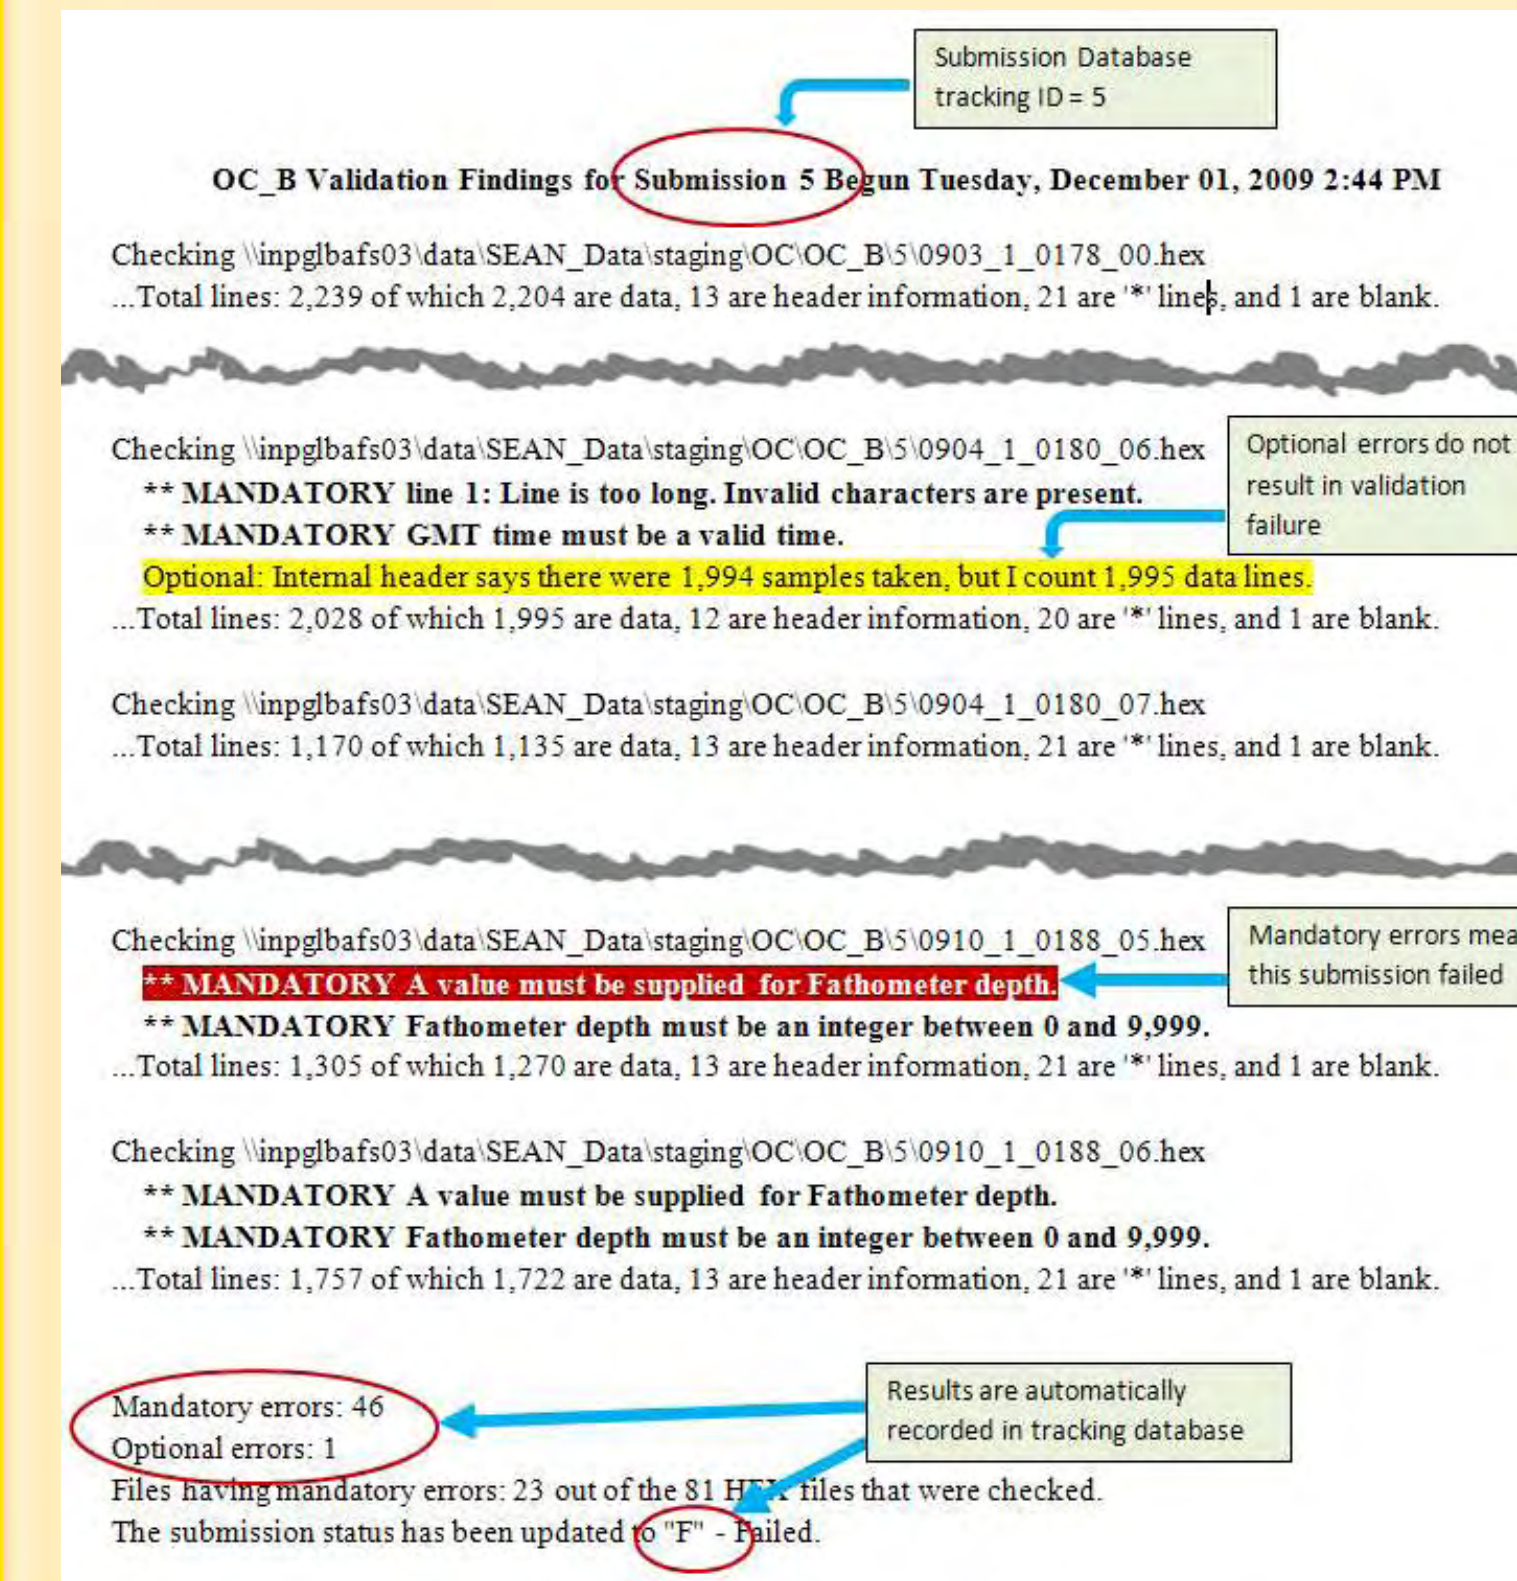 Submission Database
tracking ID = 5
OC_B Validation Findings for Submission 5 Begun Tuesday, December 01, 2009 2:44 PM
Checking \\inpglbafs03\data\SEAN_Data\staging\OC\OC_B\5\0903_1_0178_00.hex
...Total lines: 2,239 of which 2,204 are data, 13 are header information, 21 are '*' lines, and 1 are blank.
Checking \\inpglbafs03\data\SEAN_Data\staging\OC\OC_B\5\0904_1_0180_06.hex
Optional errors do not
result in validation
failure
** MANDATORY line 1: Line is too long. Invalid characters are present.
** MANDATORY GMT time must be a valid time.
Optional: Internal header says there were 1,994 samples taken, but I count 1,995 data lines.
...Total lines: 2,028 of which 1,995 are data, 12 are header information, 20 are '*' lines, and 1 are blank.
Checking \\inpglbafs03\data\SEAN_Data\staging\OC\OC_B\5\0904_1_0180_07.hex
...Total lines: 1,170 of which 1,135 are data, 13 are header information, 21 are '*' lines, and 1 are blank.
Checking \\inpglbafs03\data\SEAN_Data\staging\OC\OC_B\5\0910_1_0188_05.hex
Mandatory errors mea
this submission failed
** MANDATORY A value must be supplied for Fathometer depth.
** MANDATORY Fathometer depth must be an integer between 0 and 9,999.
...Total lines: 1,305 of which 1,270 are data, 13 are header information, 21 are '*' lines, and 1 are blank.
Checking \\inpglbafs03\data\SEAN_Data\staging\OC\OC_B\5\0910_1_0188_06.hex
** MANDATORY A value must be supplied for Fathometer depth.
** MANDATORY Fathometer depth must be an integer between 0 and 9,999.
...Total lines: 1,757 of which 1,722 are data, 13 are header information, 21 are '*' lines, and 1 are blank.
Results are automatically
recorded in tracking database
Mandatory errors: 46
Optional errors: 1
Files having mandatory errors: 23 out of the 81 HEX files that were checked.
The submission status has been updated to "F" - Failed.